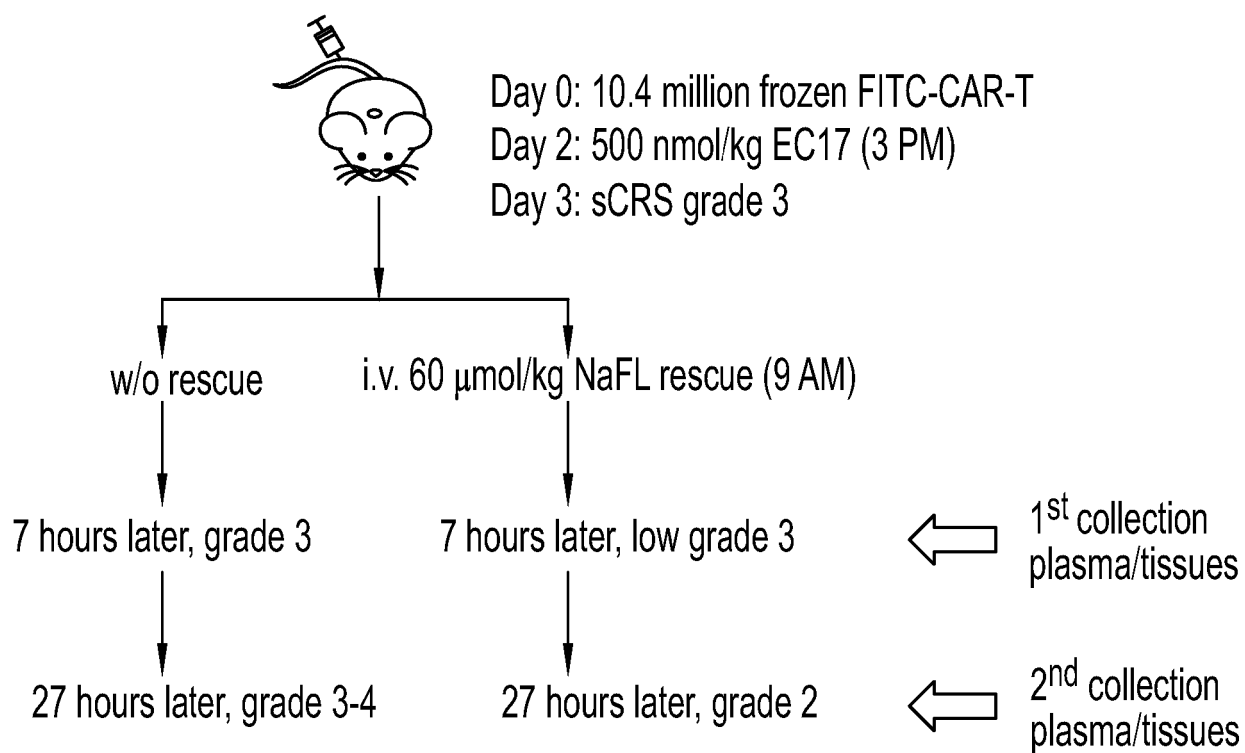 Day 0: 10.4 million frozen FITC-CAR-T
Day 2: 500 nmol/kg EC17 (3 PM)
Day 3: sCRS grade 3
w/o rescue
i.v. 60 μmol/kg NaFL rescue (9 AM)
7 hours later, grade 3
7 hours later, low grade 3
1st collection
plasma/tissues
27 hours later, grade 3-4
27 hours later, grade 2
2nd collection
plasma/tissues